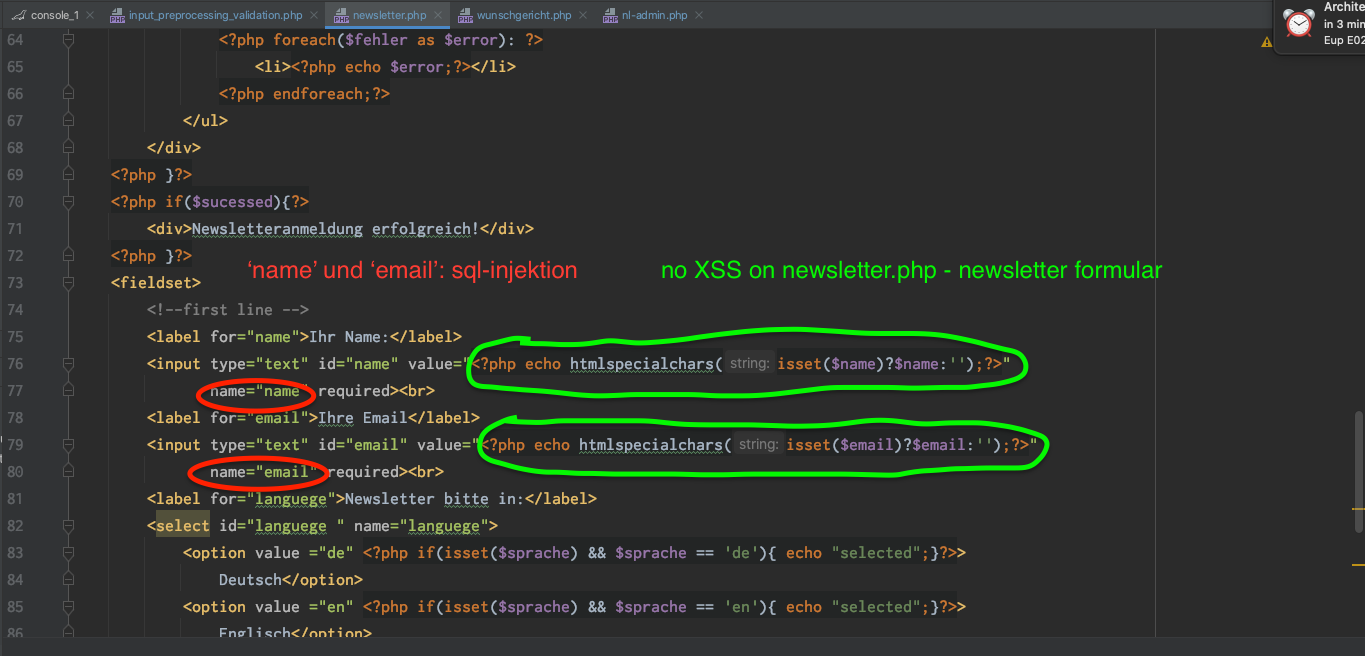 console_1 input_preprocessing_validation.php newsletter.php wunschgericht.php nl-admin.php
Archite
in 3 min
Eup E02
64 <?php foreach($fehler as $error): ?>
65 <li><?php echo $error;?></li>
66 <?php endforeach;?>
67 </ul>
68 </div>
69 <?php }?>
70 <?php if($sucessed){?>
71 <div>Newsletteranmeldung erfolgreich!</div>
72 <?php }?>
‘name’ und ‘email’: sql-injektion no XSS on newsletter.php - newsletter formular
73 <fieldset>
74 <!--first line -->
75 <label for="name">Ihr Name:</label>
76 <input type="text" id="name" value="<?php echo htmlspecialchars( string: isset($name)?$name:'');?>"
77 name="name" required><br>
78 <label for="email">Ihre Email</label>
79 <input type="text" id="email" value="<?php echo htmlspecialchars( string: isset($email)?$email:'');?>"
80 name="email" required><br>
81 <label for="languege">Newsletter bitte in:</label>
82 <select id="languege " name="languege">
83 <option value ="de" <?php if(isset($sprache) && $sprache == 'de'){ echo "selected";}?>>
84 Deutsch</option>
85 <option value ="en" <?php if(isset($sprache) && $sprache == 'en'){ echo "selected";}?>>
86 Englisch</option>